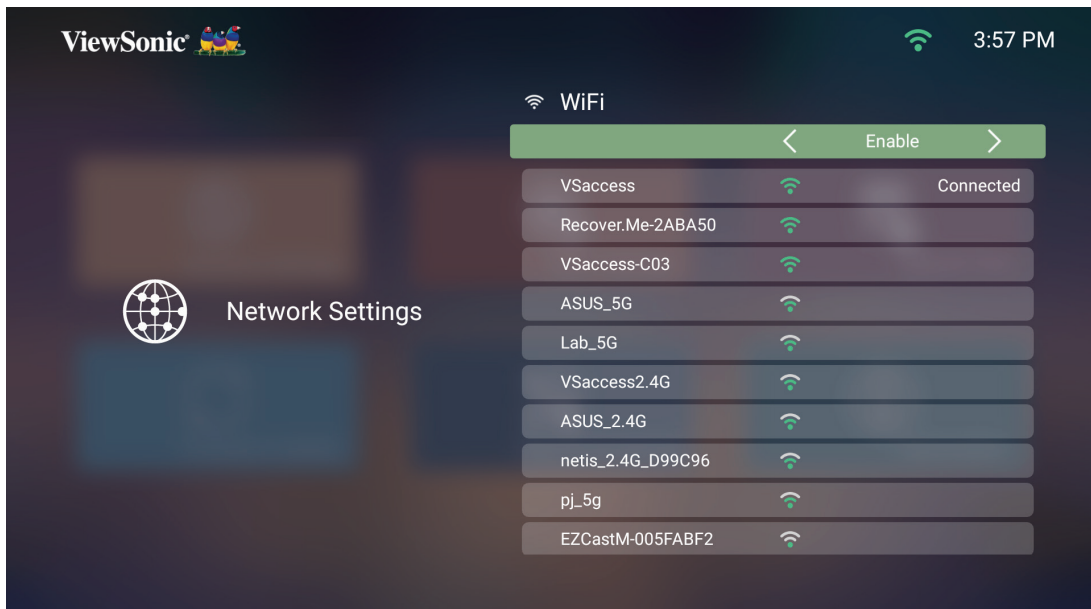 ViewSonic
3:57 PM
WiFi
Enable
VSaccess Connected
Recover.Me-2ABA50
VSaccess-C03
ASUS_5G
Network Settings
Lab_5G
VSaccess2.4G
ASUS_2.4G
netis_2.4G_D99C96
pj_5g
EZCastM-005FABF2